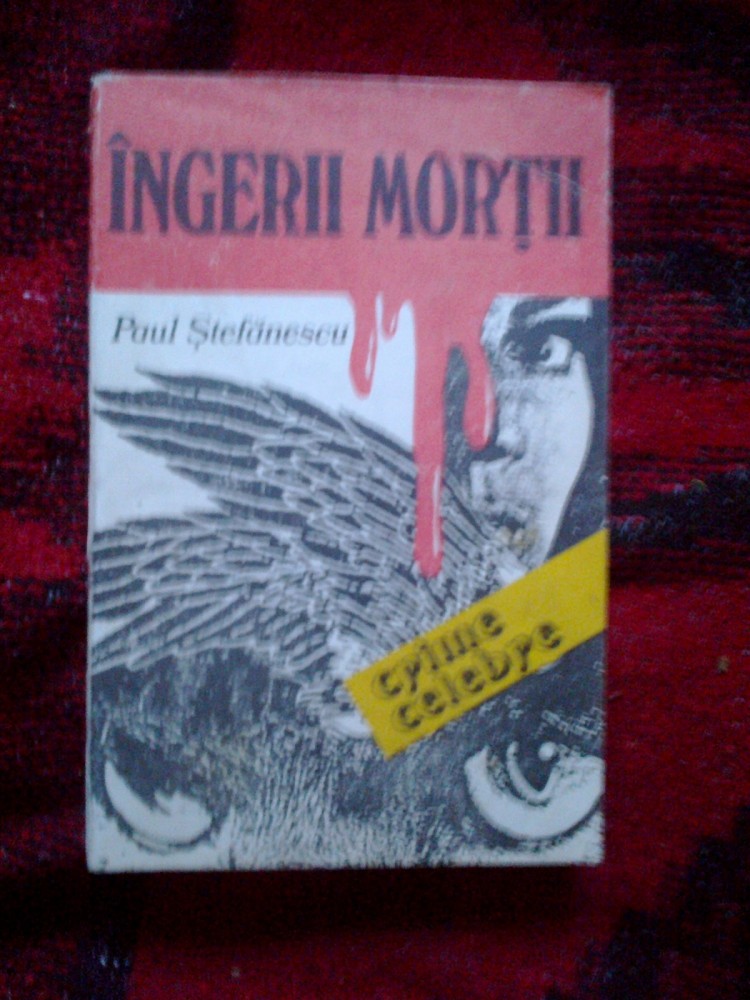 ÎNGERII MORȚII
Paul Ștefănescu
crime
celebre